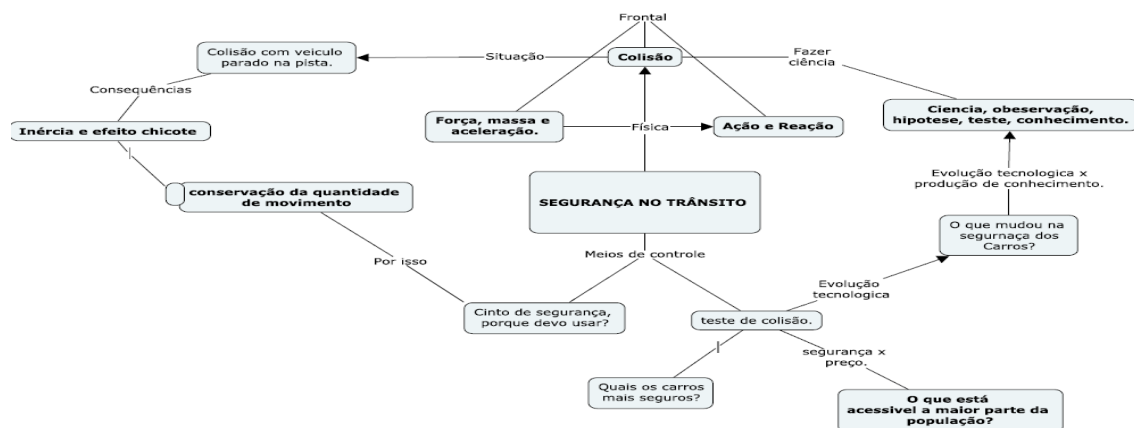 Frontal
Colisão com veiculo
parado na pista.
Situação
Colisão
Fazer
ciência
Consequências
Inércia e efeito chicote
Força, massa e
aceleração.
Física
Ação e Reação
Ciencia, obeservação,
hipotese, teste, conhecimento.
conservação da quantidade
de movimento
SEGURANÇA NO TRÂNSITO
Evolução tecnologica x
produção de conhecimento.
O que mudou na
segurnaça dos
Carros?
Por isso
Meios de controle
Evolução
tecnologica
Cinto de segurança,
porque devo usar?
teste de colisão.
segurança x
preço.
Quais os carros
mais seguros?
O que está
acessivel a maior parte da
população?